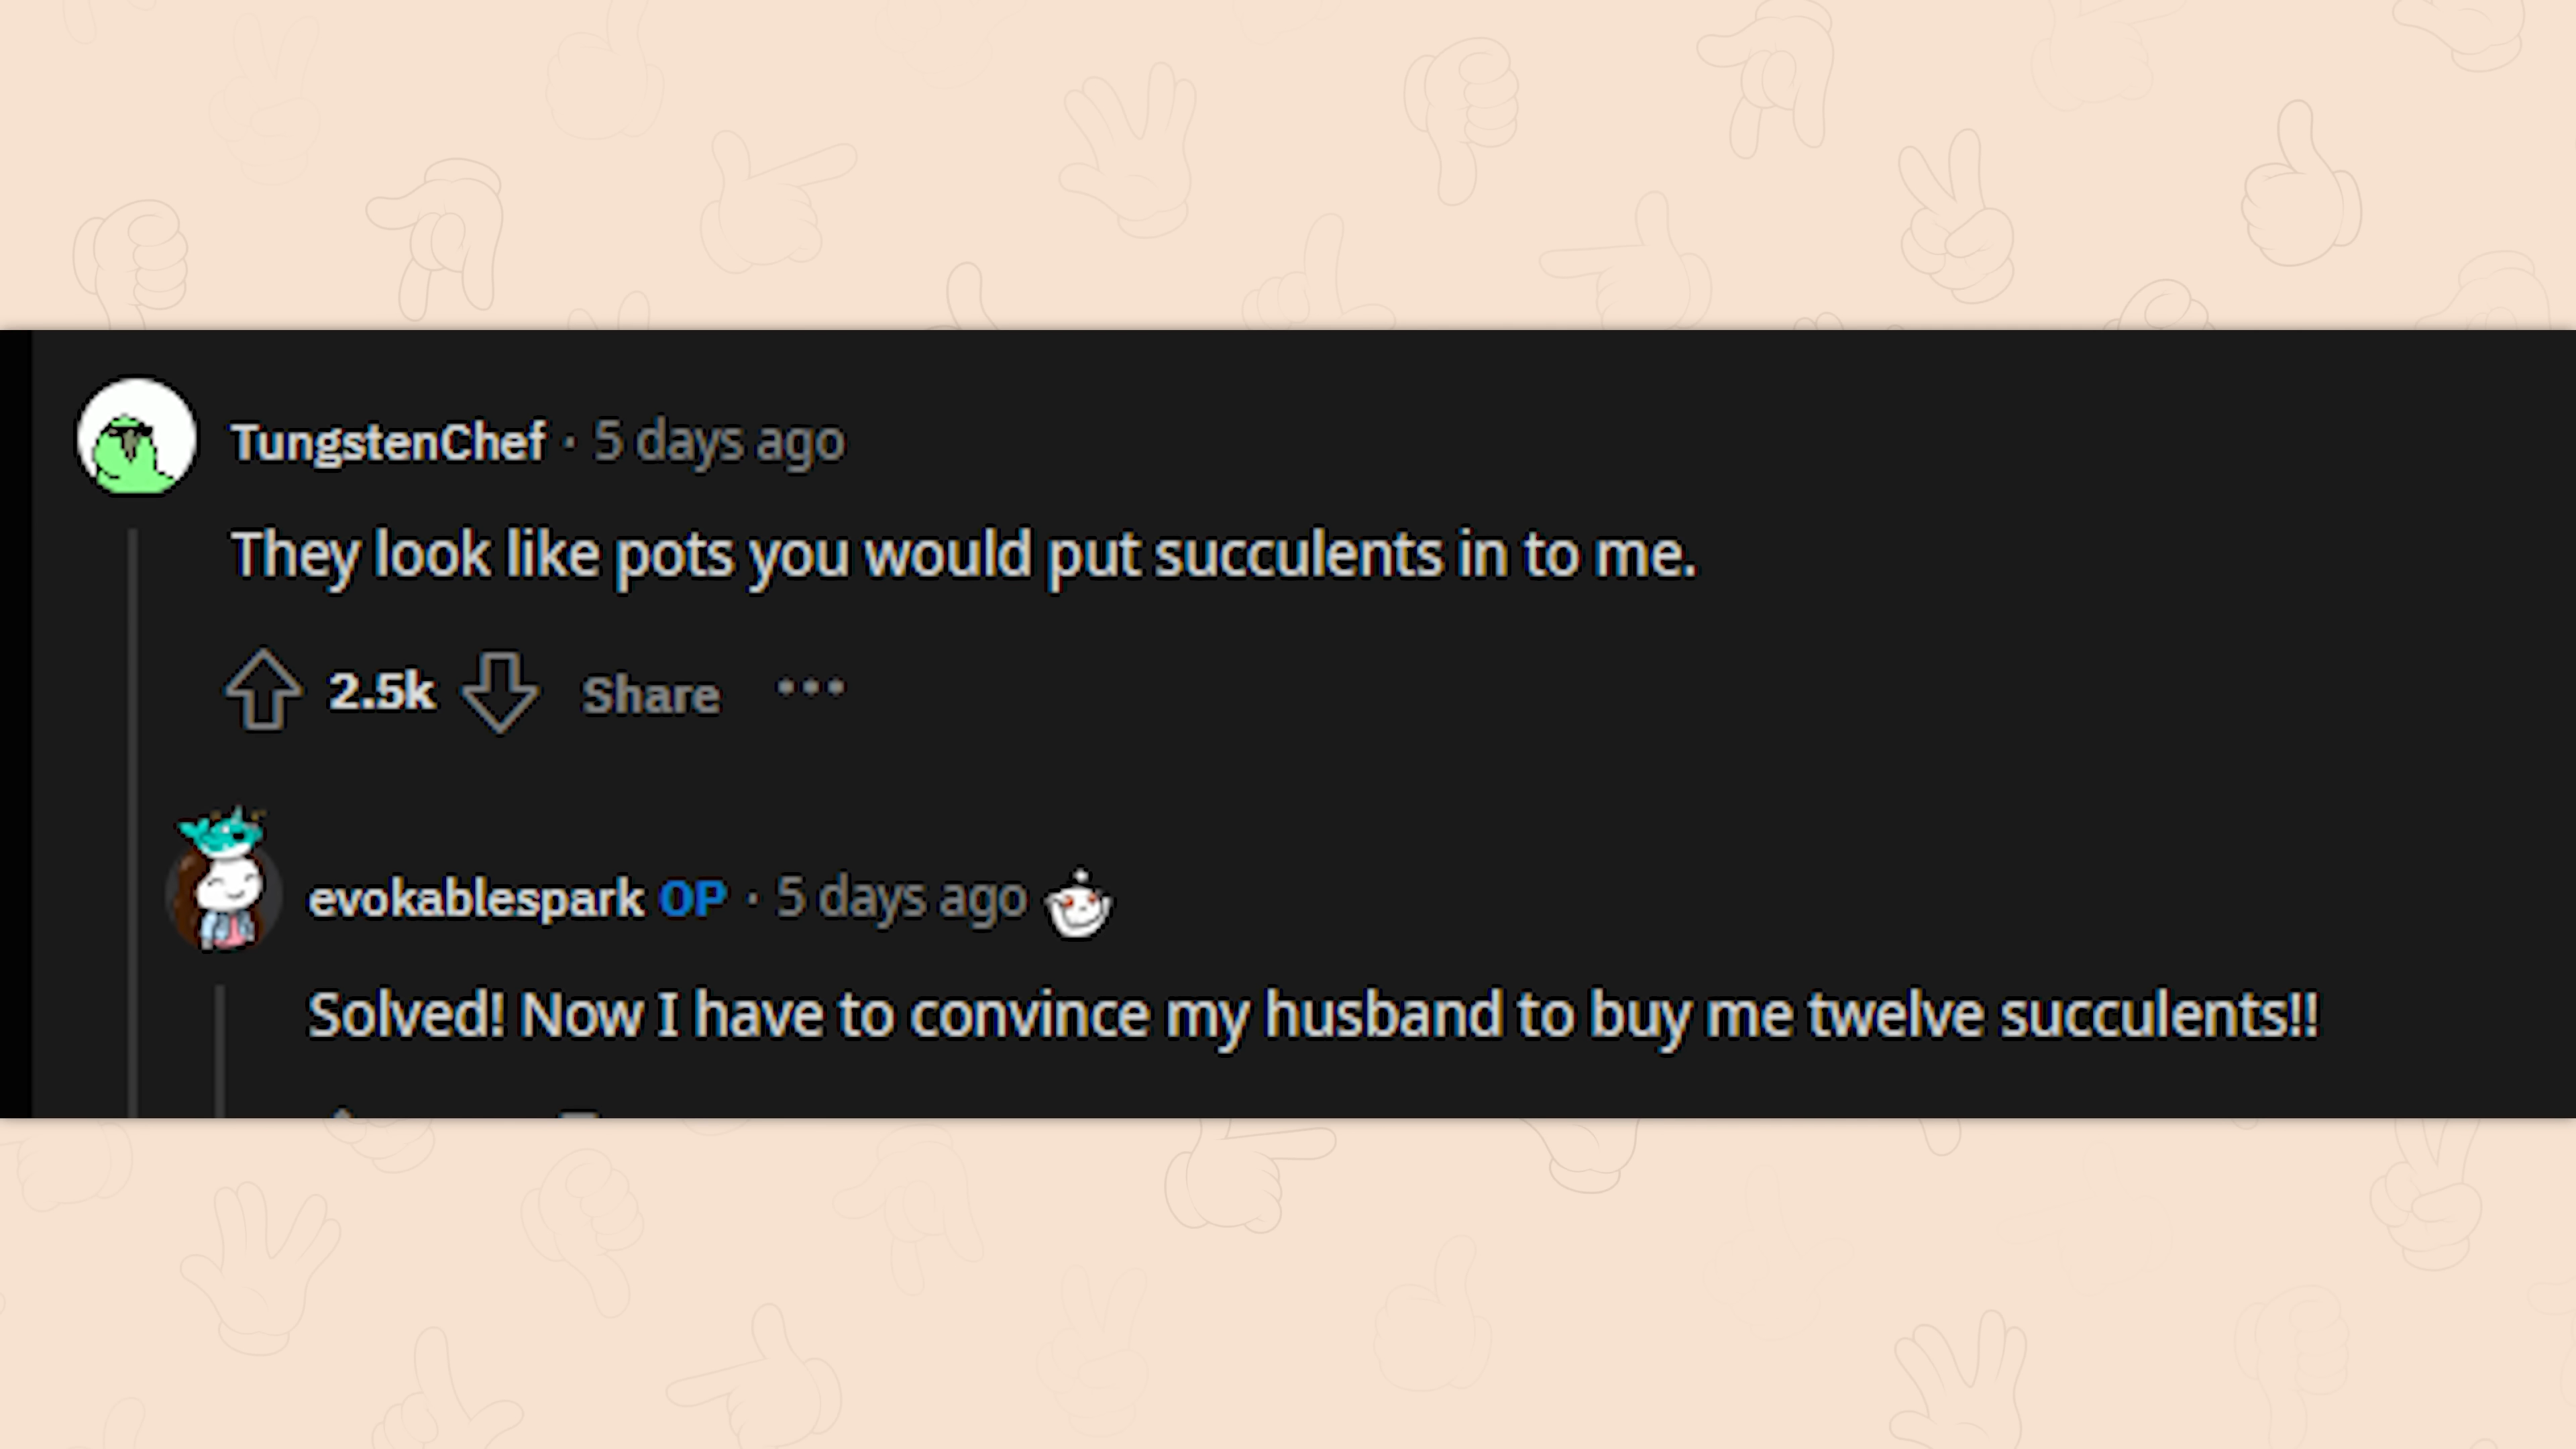 TungstenChef · 5 days ago
They look like pots you would put succulents in to me.
2.5k Share ···
evokablespark OP · 5 days ago
Solved! Now I have to convince my husband to buy me twelve succulents!!